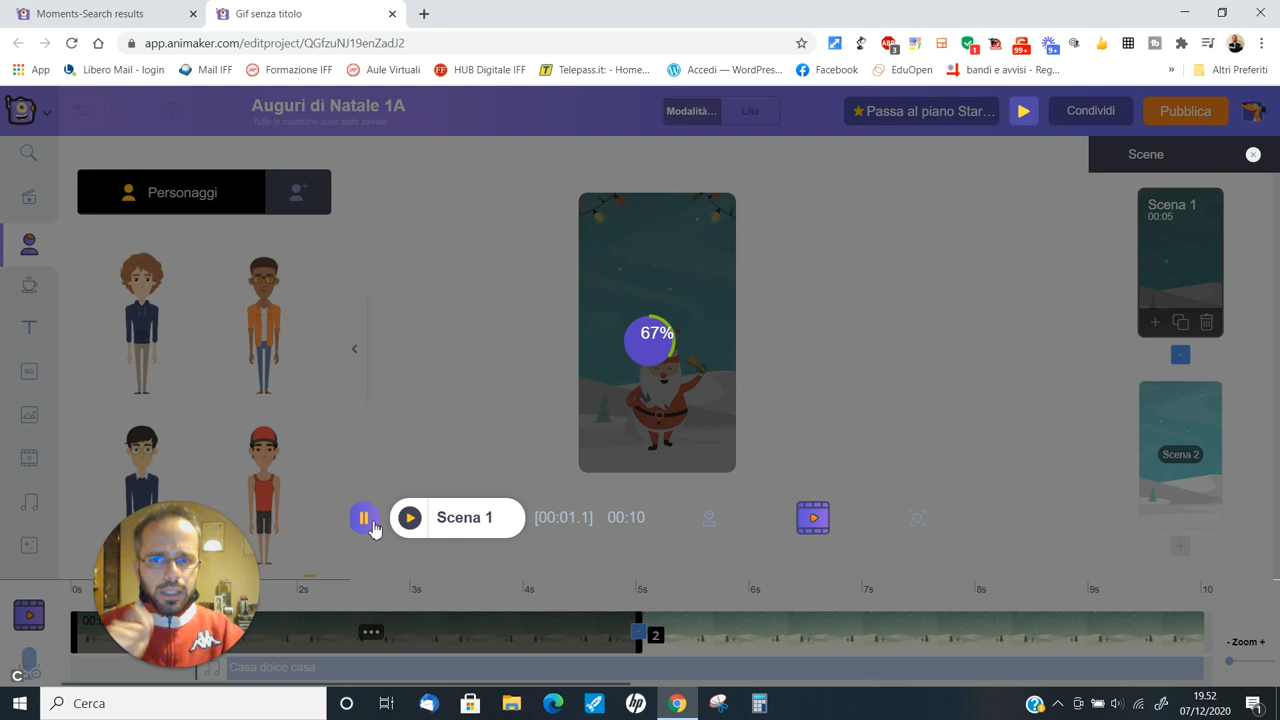 Moments-Search results
Gif senza titolo
app.animaker.com/editproject/QGfzuNJ19enZadJ2
App
Libero Mail - login
Mail IFF
Formazione IFF
Aule Virtuali
HUB Digitale IFF
Telepass.it: - Home...
Accedi — WordPres...
Facebook
EduOpen
bandi e avvisi - Reg...
»
Altri Preferiti
Auguri di Natale 1A
Tutte le modifiche sono state salvate
Modalità...
Lite
Passa al piano Star...
Condividi
Pubblica
Scene
Personaggi
Scena 1
00:05
67%
Scena 2
Scena 1
[00:01.1]
00:10
0s
2s
3s
4s
5s
6s
7s
8s
9s
10
2
- Zoom +
Casa dolce casa
Cerca
19.52
07/12/2020